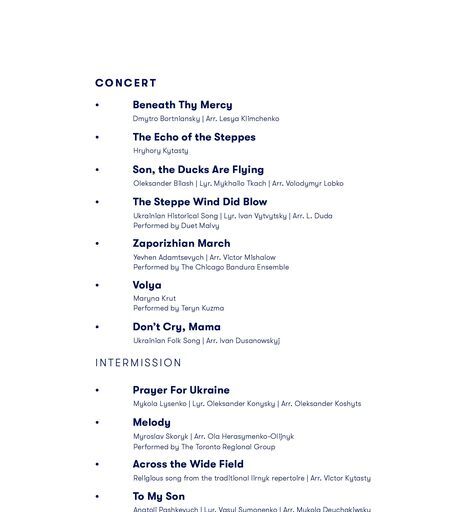 CONCERT
• Beneath Thy Mercy
Dmytro Bortniansky | Arr. Lesya Klimchenko
• The Echo of the Steppes
Hryhory Kytasty
• Son, the Ducks Are Flying
Oleksander Bilash | Lyr. Mykhailo Tkach | Arr. Volodymyr Lobko
• The Steppe Wind Did Blow
Ukrainian Historical Song | Lyr. Ivan Vytvytsky | Arr. L. Duda
Performed by Duet Malvy
• Zaporizhian March
Yevhen Adamtsevych | Arr. Victor Mishalow
Performed by The Chicago Bandura Ensemble
• Volya
Maryna Krut
Performed by Teryn Kuzma
• Don't Cry, Mama
Ukrainian Folk Song | Arr. Ivan Dusanowskyj
INTERMISSION
• Prayer For Ukraine
Mykola Lysenko | Lyr. Oleksander Konysky | Arr. Oleksander Koshyts
• Melody
Myroslav Skoryk | Arr. Ola Herasymenko-Oliynyk
Performed by The Toronto Regional Group
• Across the Wide Field
Religious song from the traditional lirnyk repertoire | Arr. Victor Kytasty
• To My Son
Anatoli Pashkevych | Lyr. Vasyl Symonenko | Arr. Mykola Deychakiwsky